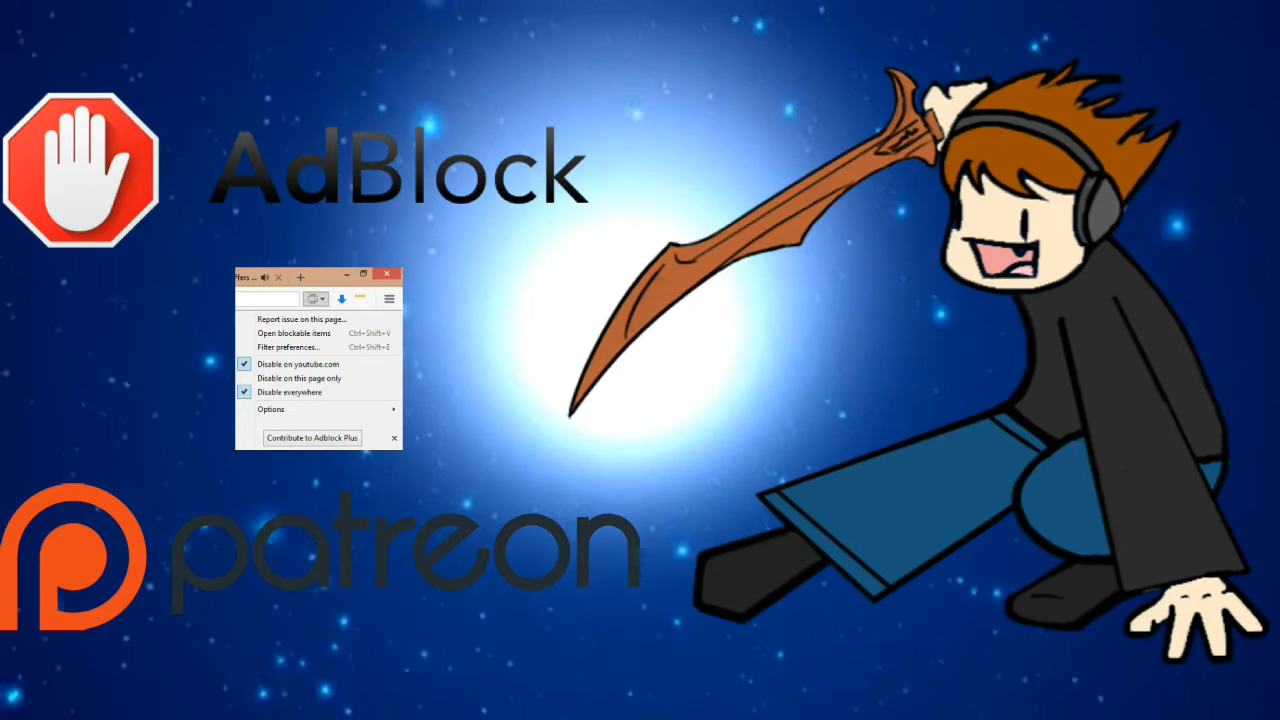 AdBlock
ffers ...
Report issue on this page...
Open blockable items Ctrl+Shift+V
Filter preferences... Ctrl+Shift+E
Disable on youtube.com
Disable on this page only
Disable everywhere
Options
Contribute to Adblock Plus
patreon